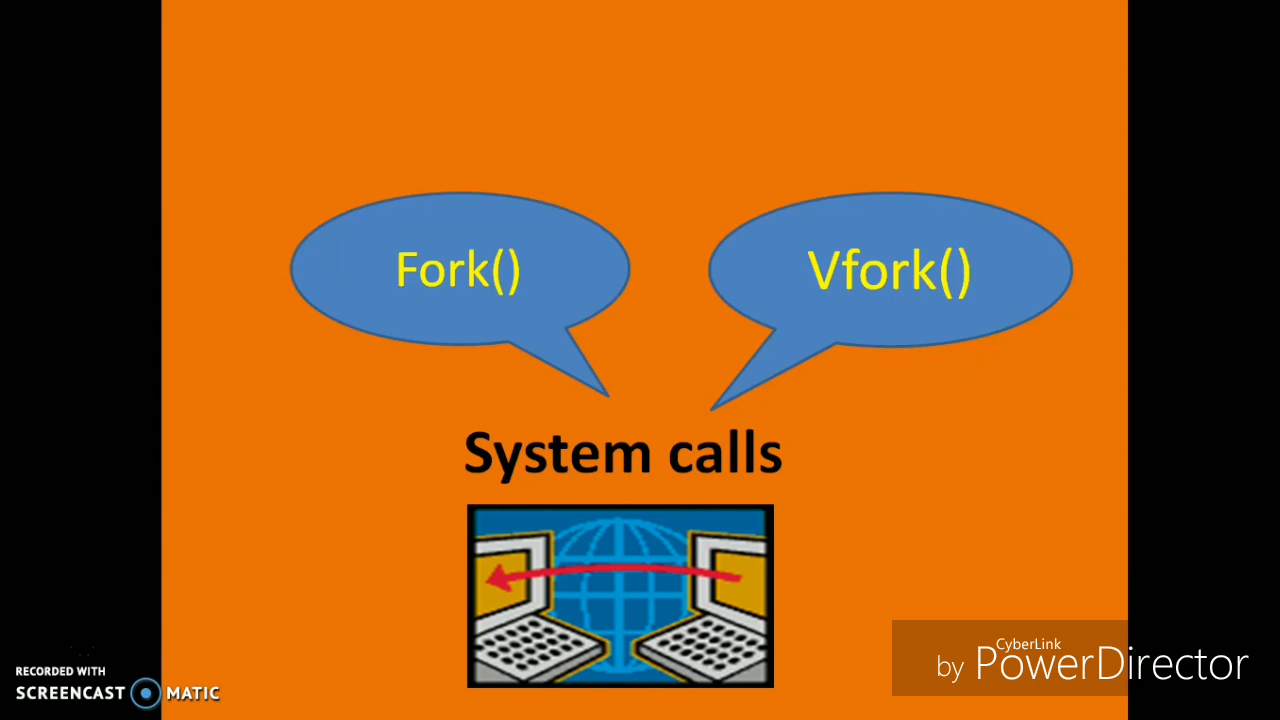 Fork()
Vfork()
System calls
RECORDED WITH
SCREENCAST MATIC
CyberLink
by PowerDirector